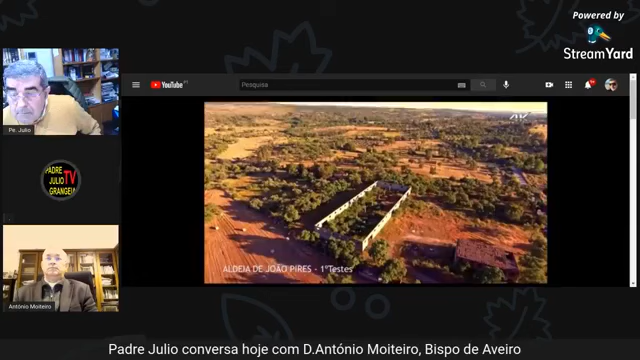 Powered by
StreamYard
YouTube PT
Pesquisa
Pe. Julio
PADRE
JULIO TV
GRANGEIA
António Moiteiro
ALDEIA DE JOÃO PIRES - 1ºTestes
Padre Julio conversa hoje com D.António Moiteiro, Bispo de Aveiro